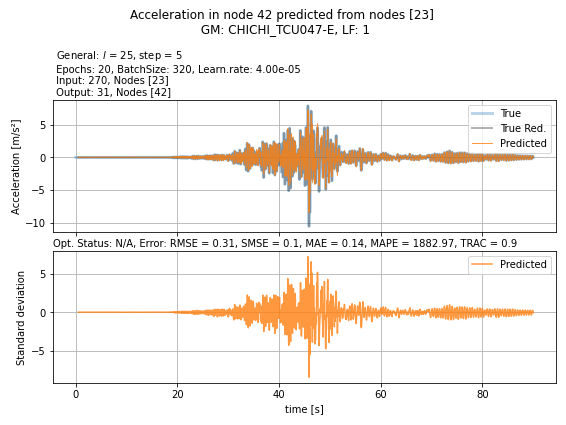 Acceleration in node 42 predicted from nodes [23]
GM: CHICHI_TCU047-E, LF: 1
General: l = 25, step = 5
Epochs: 20, BatchSize: 320, Learn.rate: 4.00e-05
Input: 270, Nodes [23]
Output: 31, Nodes [42]
Acceleration [m/s²]
5
0
−5
−10
True
True Red.
Predicted
Opt. Status: N/A, Error: RMSE = 0.31, SMSE = 0.1, MAE = 0.14, MAPE = 1882.97, TRAC = 0.9
Standard deviation
5
0
−5
Predicted
0 20 40 60 80
time [s]